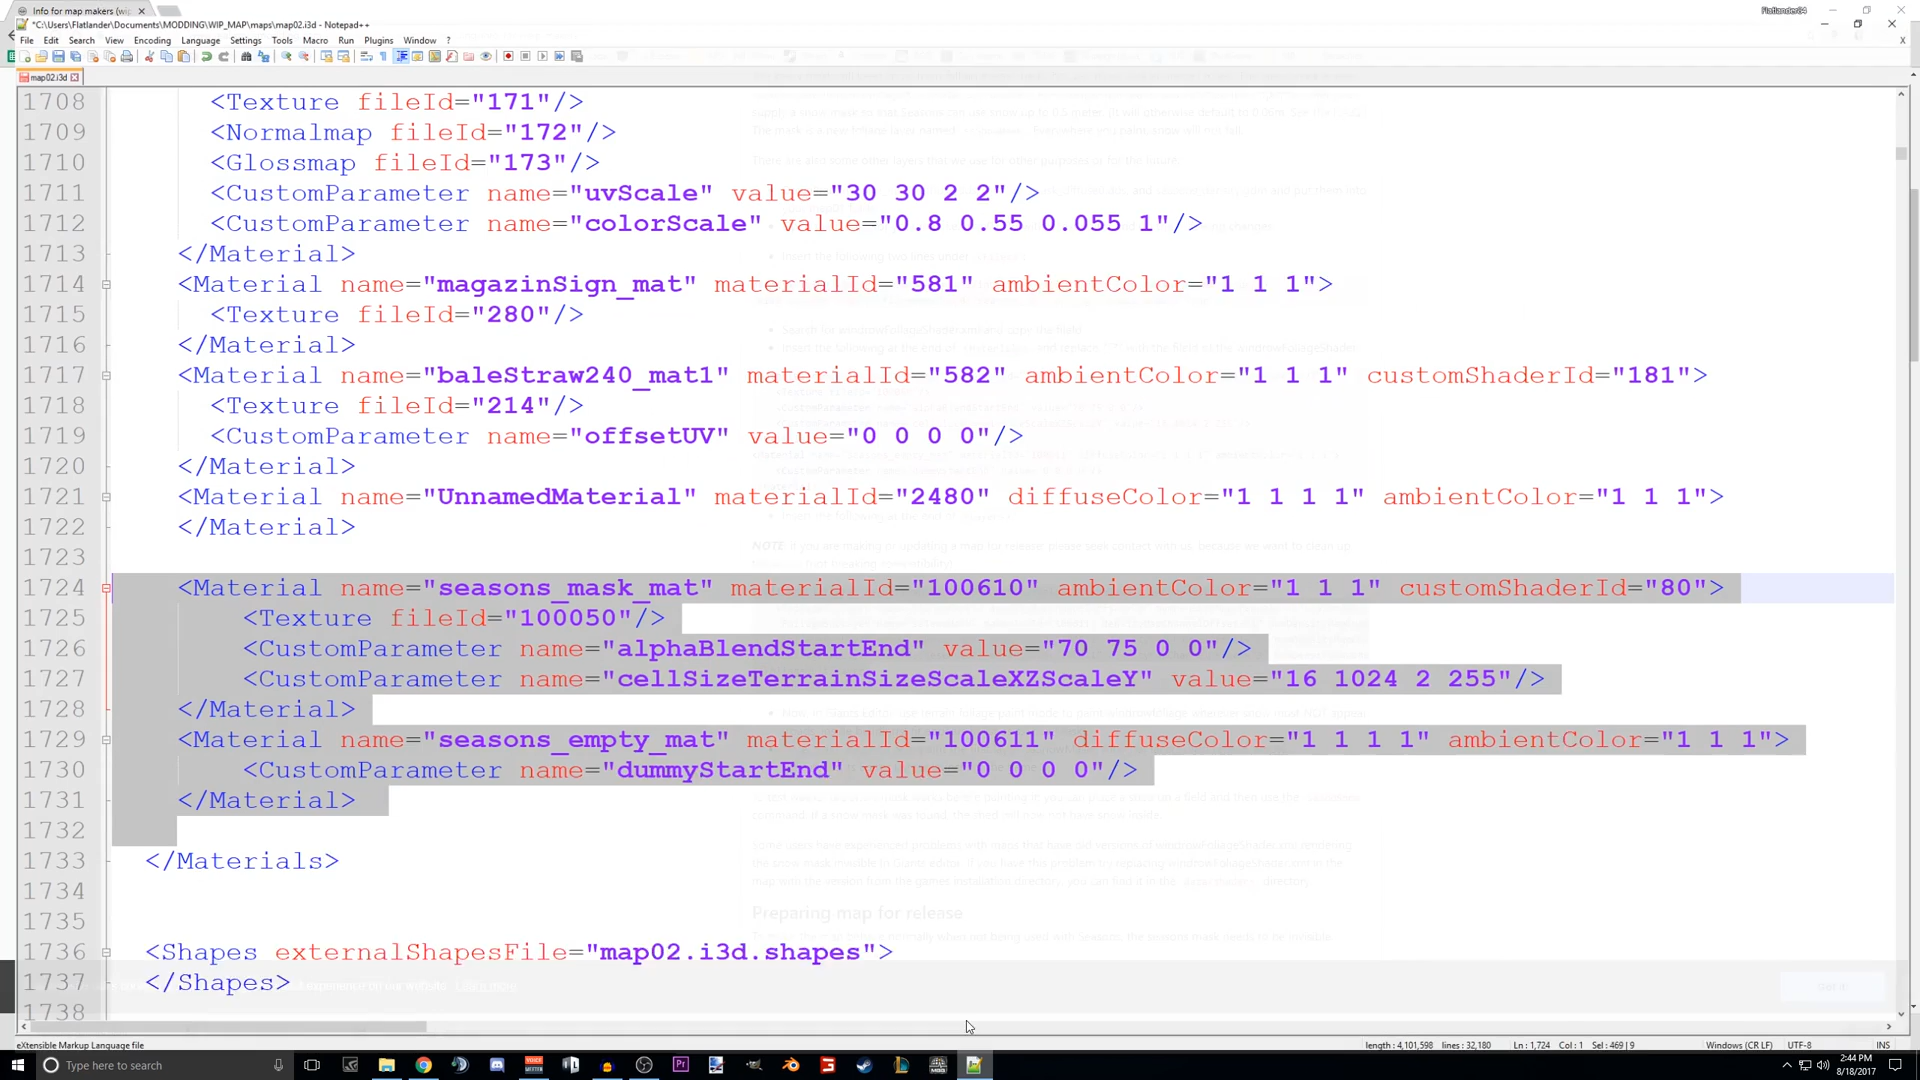 Info for map makers (wip
Flatlander84
*C:\Users\Flatlander\Documents\MODDING\WIP_MAP\maps\map02.i3d - Notepad++
File Edit Search View Encoding Language Settings Tools Macro Run Plugins Window ?
map02.i3d
1708 <Texture fileId="171"/>
1709 <Normalmap fileId="172"/>
1710 <Glossmap fileId="173"/>
1711 <CustomParameter name="uvScale" value="30 30 2 2"/>
1712 <CustomParameter name="colorScale" value="0.8 0.55 0.055 1"/>
1713 </Material>
1714 <Material name="magazinSign_mat" materialId="581" ambientColor="1 1 1">
1715 <Texture fileId="280"/>
1716 </Material>
1717 <Material name="baleStraw240_mat1" materialId="582" ambientColor="1 1 1" customShaderId="181">
1718 <Texture fileId="214"/>
1719 <CustomParameter name="offsetUV" value="0 0 0 0"/>
1720 </Material>
1721 <Material name="UnnamedMaterial" materialId="2480" diffuseColor="1 1 1 1" ambientColor="1 1 1">
1722 </Material>
1723
1724 <Material name="seasons_mask_mat" materialId="100610" ambientColor="1 1 1" customShaderId="80">
1725 <Texture fileId="100050"/>
1726 <CustomParameter name="alphaBlendStartEnd" value="70 75 0 0"/>
1727 <CustomParameter name="cellSizeTerrainSizeScaleXZScaleY" value="16 1024 2 255"/>
1728 </Material>
1729 <Material name="seasons_empty_mat" materialId="100611" diffuseColor="1 1 1 1" ambientColor="1 1 1">
1730 <CustomParameter name="dummyStartEnd" value="0 0 0 0"/>
1731 </Material>
1732
1733 </Materials>
1734
1735
Preparing map for release
1736 <Shapes externalShapesFile="map02.i3d.shapes">
1737 </Shapes>
1738
eXtensible Markup Language file
length : 4,101,598 lines : 32,180
Ln : 1,724 Col : 1 Sel : 469 | 9
Windows (CR LF)
UTF-8
INS
Type here to search
2:44 PM
8/18/2017